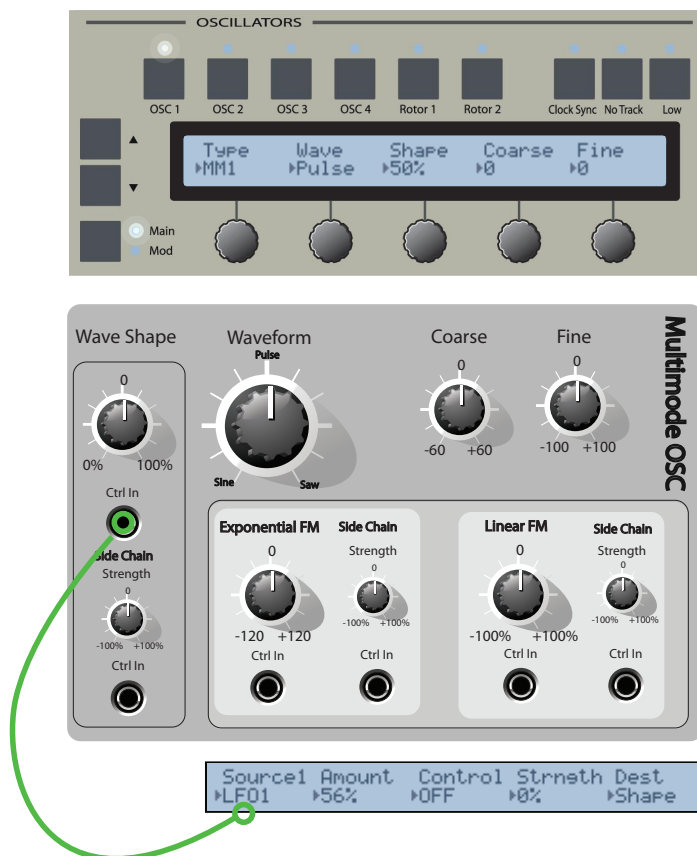 OSCILLATORS
OSC 1 OSC 2 OSC 3 OSC 4 Rotor 1 Rotor 2 Clock Sync No Track Low
▲
Type Wave Shape Coarse Fine
▸MM1 ▸Pulse ▸50% ▸0 ▸0
▼
Main
Mod
Wave Shape Waveform Coarse Fine
Pulse
0 0 0
0% 100% -60 +60 -100 +100
Sine Saw
Multimode OSC
Ctrl In
Exponential FM Side Chain Linear FM Side Chain
Side Chain
Strength Strength Strength
0 0 0 0 0
-100% +100% -120 +120 -100% +100% -100% +100% -100% +100%
Ctrl In Ctrl In Ctrl In Ctrl In Ctrl In
Source1 Amount Control Strngth Dest
▸LFO1 ▸56% ▸OFF ▸0% ▸Shape